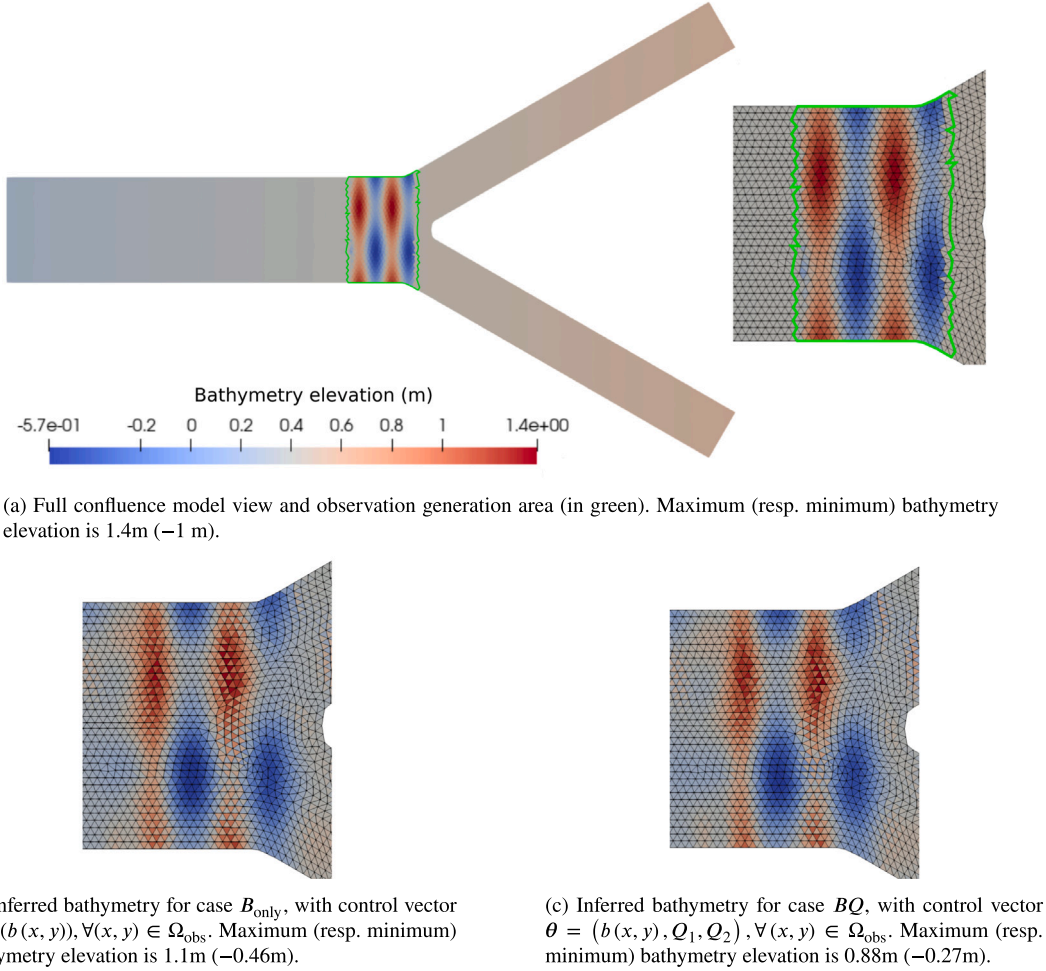 Bathymetry elevation (m)
-5.7e-01 -0.2 0 0.2 0.4 0.6 0.8 1 1.4e+00
(a) Full confluence model view and observation generation area (in green). Maximum (resp. minimum) bathymetry
elevation is 1.4m (−1 m).
nferred bathymetry for case B_only, with control vector
(b (x, y)), ∀(x, y) ∈ Ω_obs. Maximum (resp. minimum)
ymetry elevation is 1.1m (−0.46m).
(c) Inferred bathymetry for case BQ, with control vector
θ = (b (x, y) , Q₁, Q₂) , ∀ (x, y) ∈ Ω_obs. Maximum (resp.
minimum) bathymetry elevation is 0.88m (−0.27m).